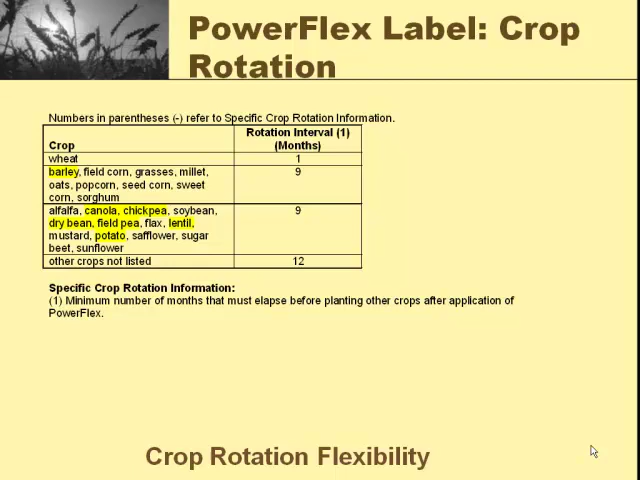 PowerFlex Label: Crop
Rotation
Numbers in parentheses (-) refer to Specific Crop Rotation Information.
Crop
Rotation Interval (1)
(Months)
wheat
1
barley, field corn, grasses, millet,
oats, popcorn, seed corn, sweet
corn, sorghum
9
alfalfa, canola, chickpea, soybean,
dry bean, field pea, flax, lentil,
mustard, potato, safflower, sugar
beet, sunflower
9
other crops not listed
12
Specific Crop Rotation Information:
(1) Minimum number of months that must elapse before planting other crops after application of
PowerFlex.
Crop Rotation Flexibility